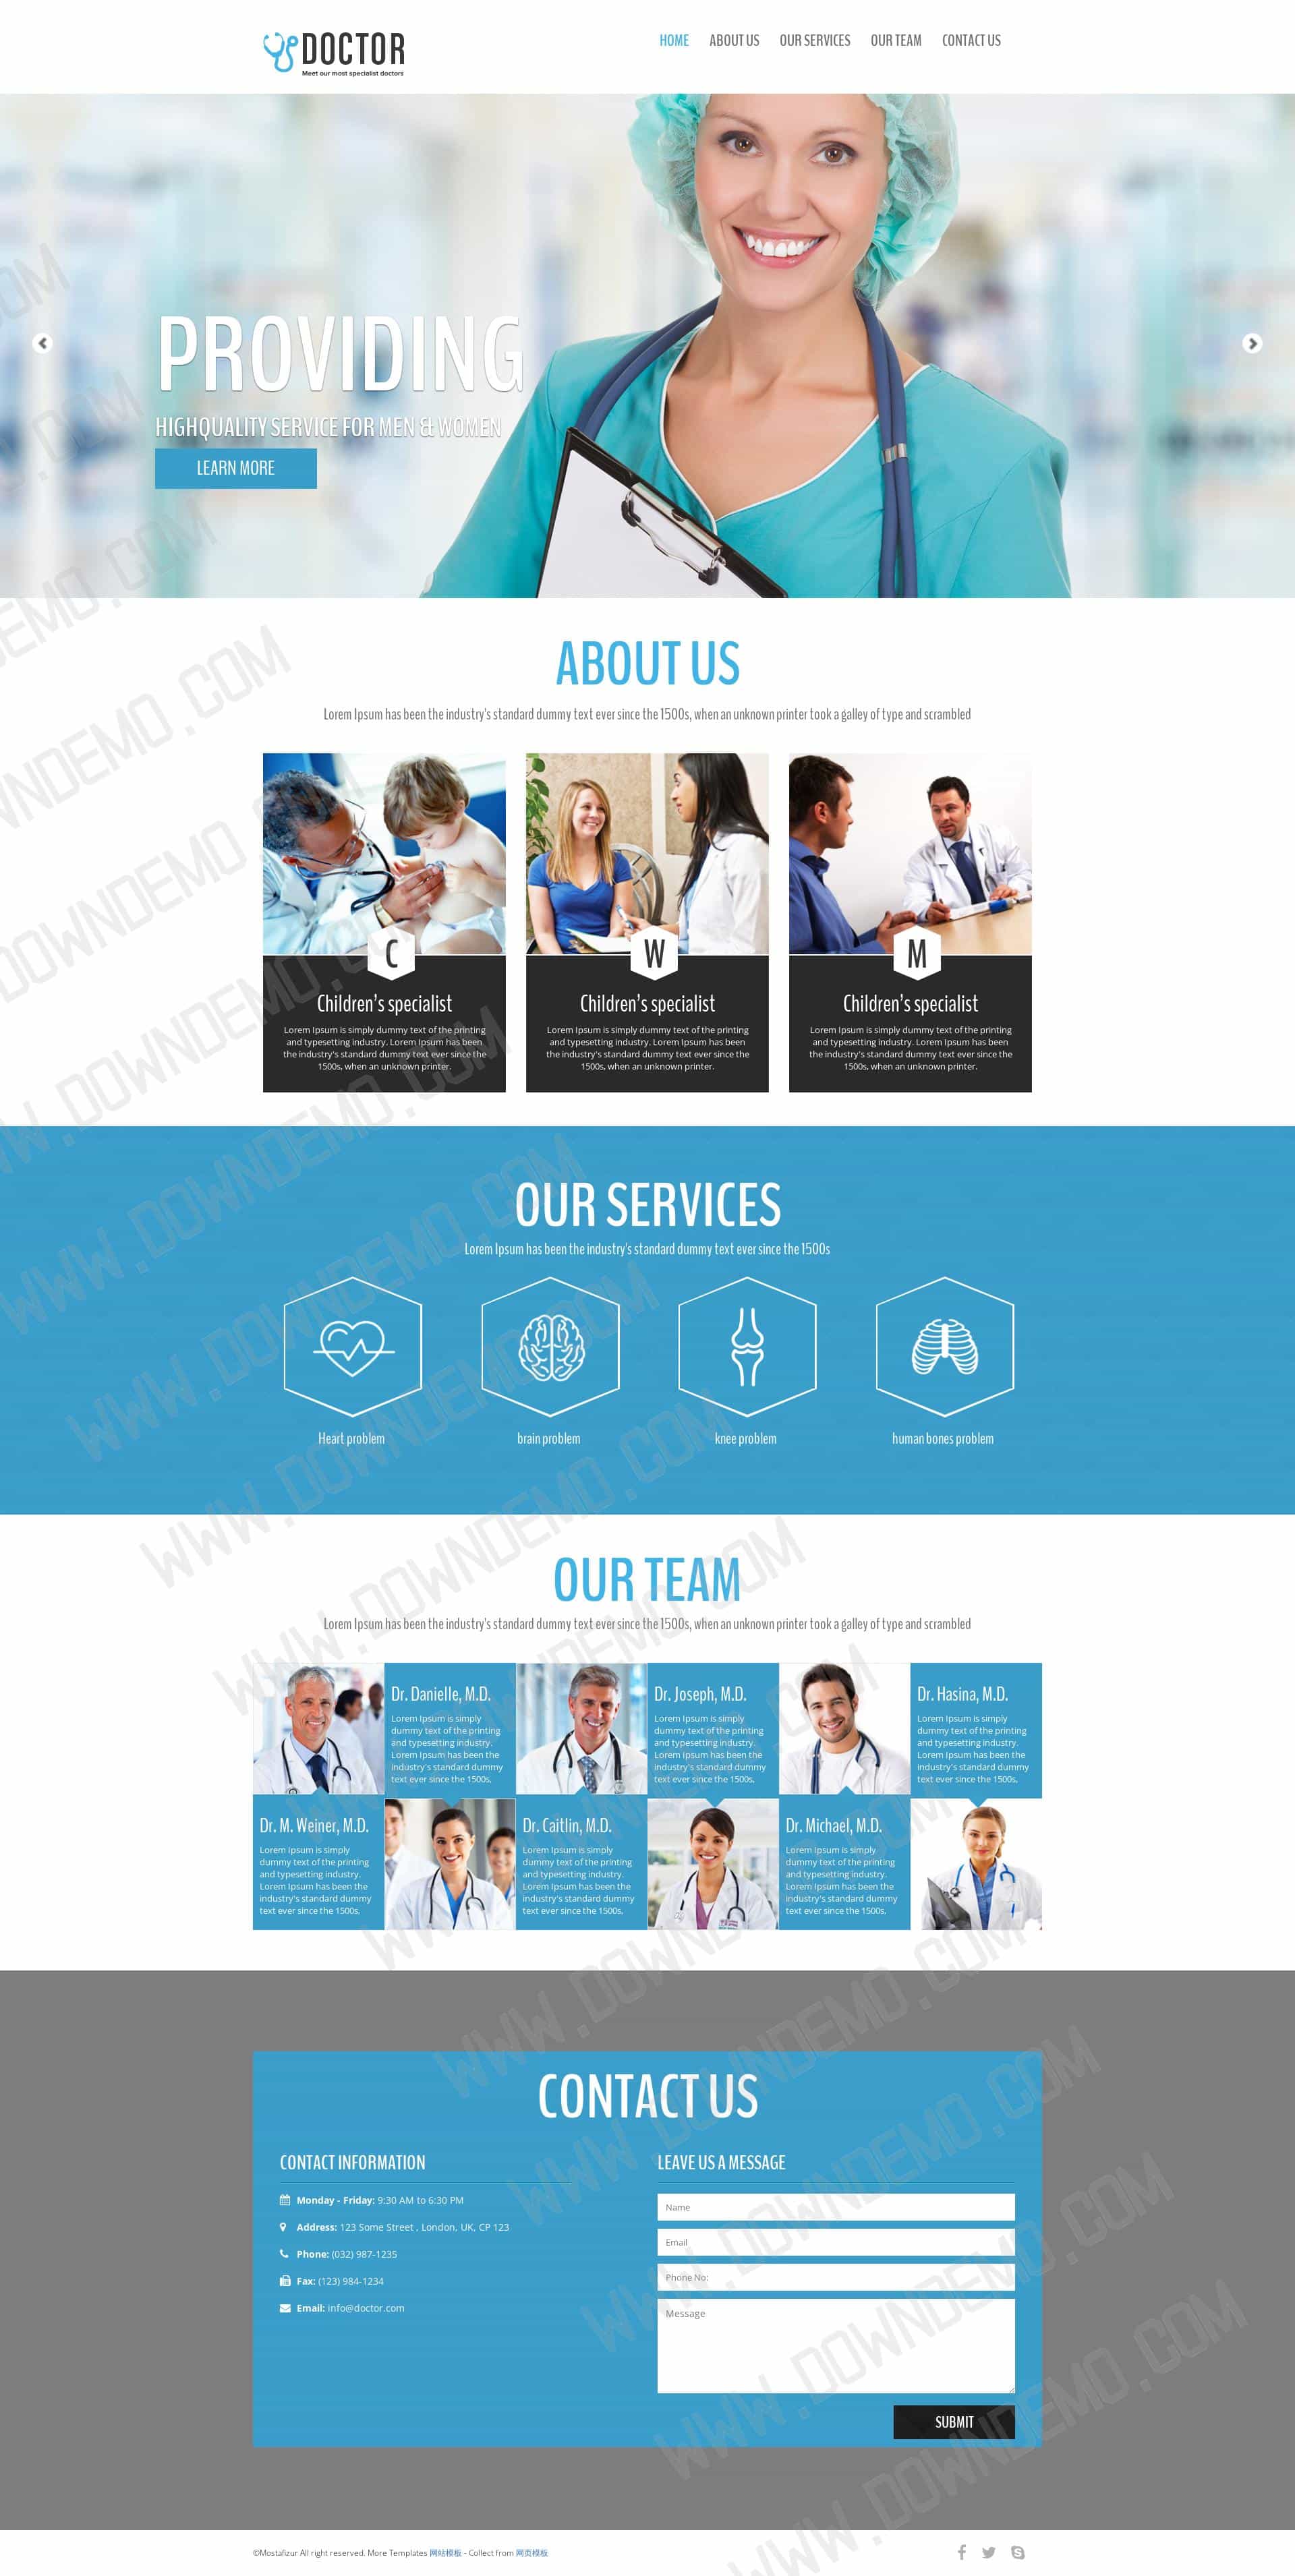 DOCTOR
Meet our most specialist doctors
HOME ABOUT US OUR SERVICES OUR TEAM CONTACT US
PROVIDING
HIGHQUALITY SERVICE FOR MEN & WOMEN
LEARN MORE
ABOUT US
Lorem Ipsum has been the industry's standard dummy text ever since the 1500s, when an unknown printer took a galley of type and scrambled
C
Children's specialist
Lorem Ipsum is simply dummy text of the printing
and typesetting industry. Lorem Ipsum has been
the industry's standard dummy text ever since the
1500s, when an unknown printer.
W
Children's specialist
Lorem Ipsum is simply dummy text of the printing
and typesetting industry. Lorem Ipsum has been
the industry's standard dummy text ever since the
1500s, when an unknown printer.
M
Children's specialist
Lorem Ipsum is simply dummy text of the printing
and typesetting industry. Lorem Ipsum has been
the industry's standard dummy text ever since the
1500s, when an unknown printer.
OUR SERVICES
Lorem Ipsum has been the industry's standard dummy text ever since the 1500s
Heart problem
brain problem
knee problem
human bones problem
OUR TEAM
Lorem Ipsum has been the industry's standard dummy text ever since the 1500s, when an unknown printer took a galley of type and scrambled
Dr. Danielle, M.D.
Lorem Ipsum is simply
dummy text of the printing
and typesetting industry.
Lorem Ipsum has been the
industry's standard dummy
text ever since the 1500s,
Dr. Joseph, M.D.
Lorem Ipsum is simply
dummy text of the printing
and typesetting industry.
Lorem Ipsum has been the
industry's standard dummy
text ever since the 1500s,
Dr. Hasina, M.D.
Lorem Ipsum is simply
dummy text of the printing
and typesetting industry.
Lorem Ipsum has been the
industry's standard dummy
text ever since the 1500s,
Dr. M. Weiner, M.D.
Lorem Ipsum is simply
dummy text of the printing
and typesetting industry.
Lorem Ipsum has been the
industry's standard dummy
text ever since the 1500s,
Dr. Caitlin, M.D.
Lorem Ipsum is simply
dummy text of the printing
and typesetting industry.
Lorem Ipsum has been the
industry's standard dummy
text ever since the 1500s,
Dr. Michael, M.D.
Lorem Ipsum is simply
dummy text of the printing
and typesetting industry.
Lorem Ipsum has been the
industry's standard dummy
text ever since the 1500s,
CONTACT US
CONTACT INFORMATION
Monday - Friday: 9:30 AM to 6:30 PM
Address: 123 Some Street , London, UK, CP 123
Phone: (032) 987-1235
Fax: (123) 984-1234
Email: info@doctor.com
LEAVE US A MESSAGE
Name
Email
Phone No:
Message
SUBMIT
©Mostafizur All right reserved. More Templates 网站模板 - Collect from 网页模板
WWW.DOWNDEMO.COM